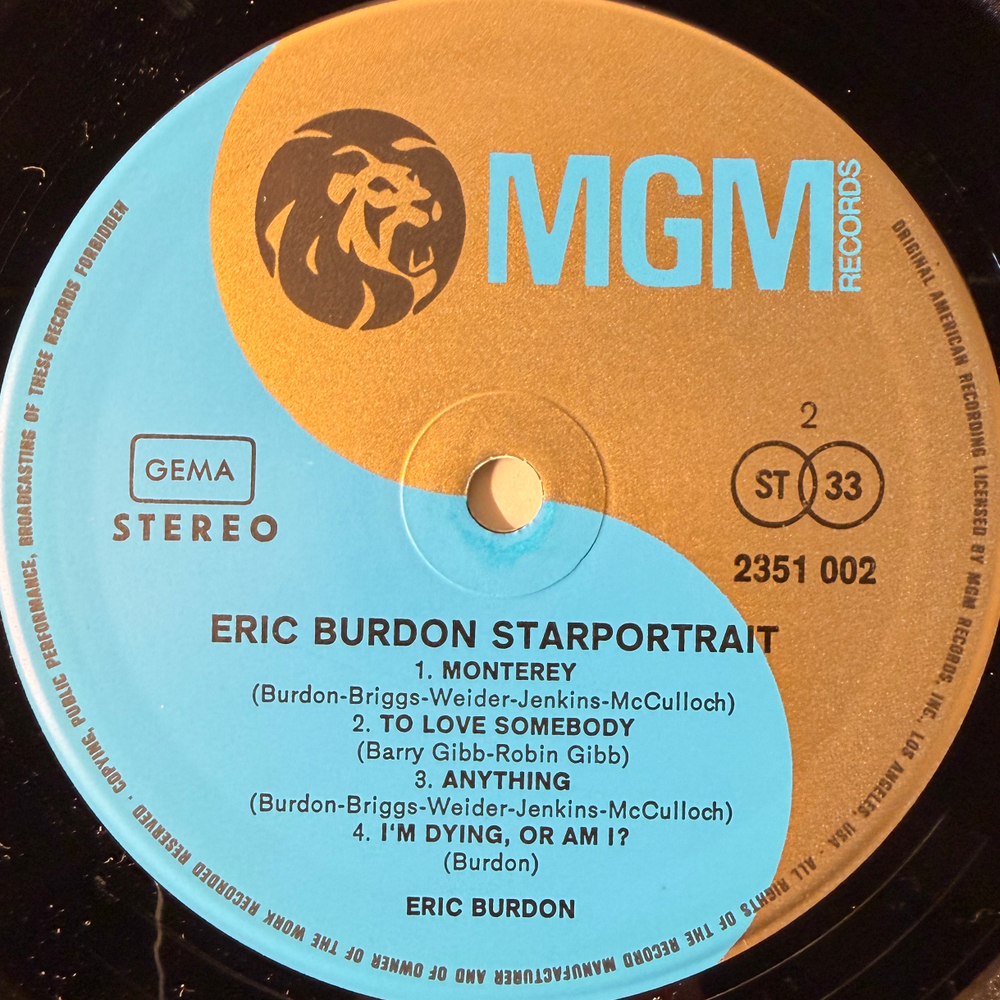 MGM
RECORDS
GEMA
STEREO
2
ST 33
2351 002
ERIC BURDON STARPORTRAIT
1. MONTEREY
(Burdon-Briggs-Weider-Jenkins-McCulloch)
2. TO LOVE SOMEBODY
(Barry Gibb-Robin Gibb)
3. ANYTHING
(Burdon-Briggs-Weider-Jenkins-McCulloch)
4. I'M DYING, OR AM I?
(Burdon)
ERIC BURDON
ORIGINAL AMERICAN RECORDING LICENSED BY MGM RECORDS, INC., LOS ANGELES, USA · ALL RIGHTS OF THE RECORD MANUFACTURER AND OF OWNER OF THE WORK RECORDED RESERVED · COPYING, PUBLIC PERFORMANCE, BROADCASTING OF THESE RECORDS FORBIDDEN